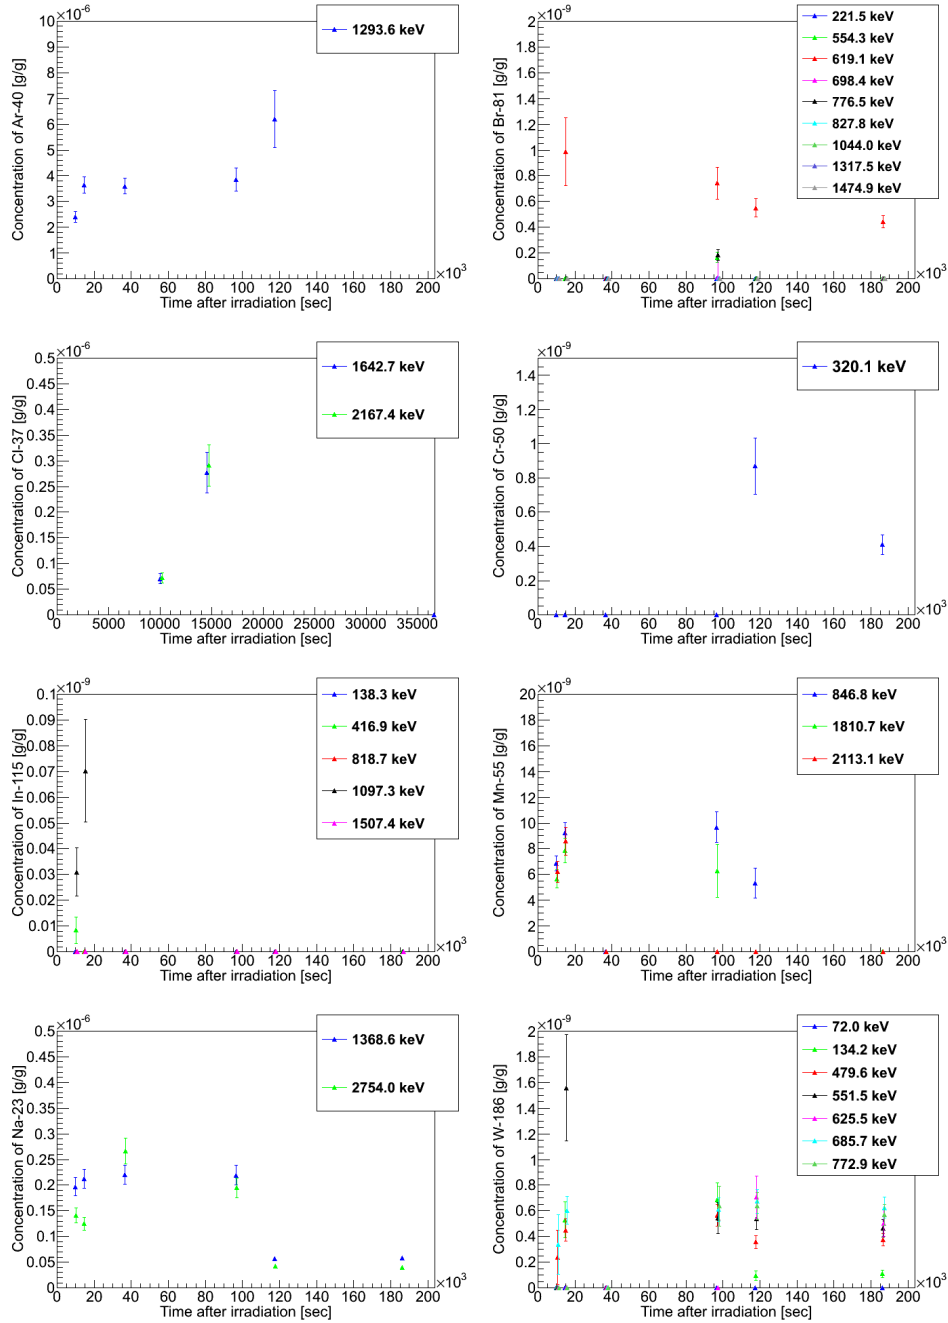 ×10⁻⁶
Concentration of Ar-40 [g/g]
10
9
8
7
6
5
4
3
2
1
0
0 20 40 60 80 100 120 140 160 180 200
×10³
Time after irradiation [sec]
1293.6 keV
×10⁻⁹
Concentration of Br-81 [g/g]
2
1.8
1.6
1.4
1.2
1
0.8
0.6
0.4
0.2
0
0 20 40 60 80 100 120 140 160 180 200
×10³
Time after irradiation [sec]
221.5 keV
554.3 keV
619.1 keV
698.4 keV
776.5 keV
827.8 keV
1044.0 keV
1317.5 keV
1474.9 keV
×10⁻⁶
Concentration of Cl-37 [g/g]
0.5
0.45
0.4
0.35
0.3
0.25
0.2
0.15
0.1
0.05
0
5000 10000 15000 20000 25000 30000 35000
Time after irradiation [sec]
1642.7 keV
2167.4 keV
×10⁻⁹
Concentration of Cr-50 [g/g]
1.4
1.2
1
0.8
0.6
0.4
0.2
0
0 20 40 60 80 100 120 140 160 180 200
×10³
Time after irradiation [sec]
320.1 keV
×10⁻⁹
Concentration of In-115 [g/g]
0.1
0.09
0.08
0.07
0.06
0.05
0.04
0.03
0.02
0.01
0
0 20 40 60 80 100 120 140 160 180 200
×10³
Time after irradiation [sec]
138.3 keV
416.9 keV
818.7 keV
1097.3 keV
1507.4 keV
×10⁻⁹
Concentration of Mn-55 [g/g]
20
18
16
14
12
10
8
6
4
2
0
0 20 40 60 80 100 120 140 160 180 200
×10³
Time after irradiation [sec]
846.8 keV
1810.7 keV
2113.1 keV
×10⁻⁶
Concentration of Na-23 [g/g]
0.5
0.45
0.4
0.35
0.3
0.25
0.2
0.15
0.1
0.05
0
0 20 40 60 80 100 120 140 160 180 200
×10³
Time after irradiation [sec]
1368.6 keV
2754.0 keV
×10⁻⁹
Concentration of W-186 [g/g]
2
1.8
1.6
1.4
1.2
1
0.8
0.6
0.4
0.2
0
0 20 40 60 80 100 120 140 160 180 200
×10³
Time after irradiation [sec]
72.0 keV
134.2 keV
479.6 keV
551.5 keV
625.5 keV
685.7 keV
772.9 keV